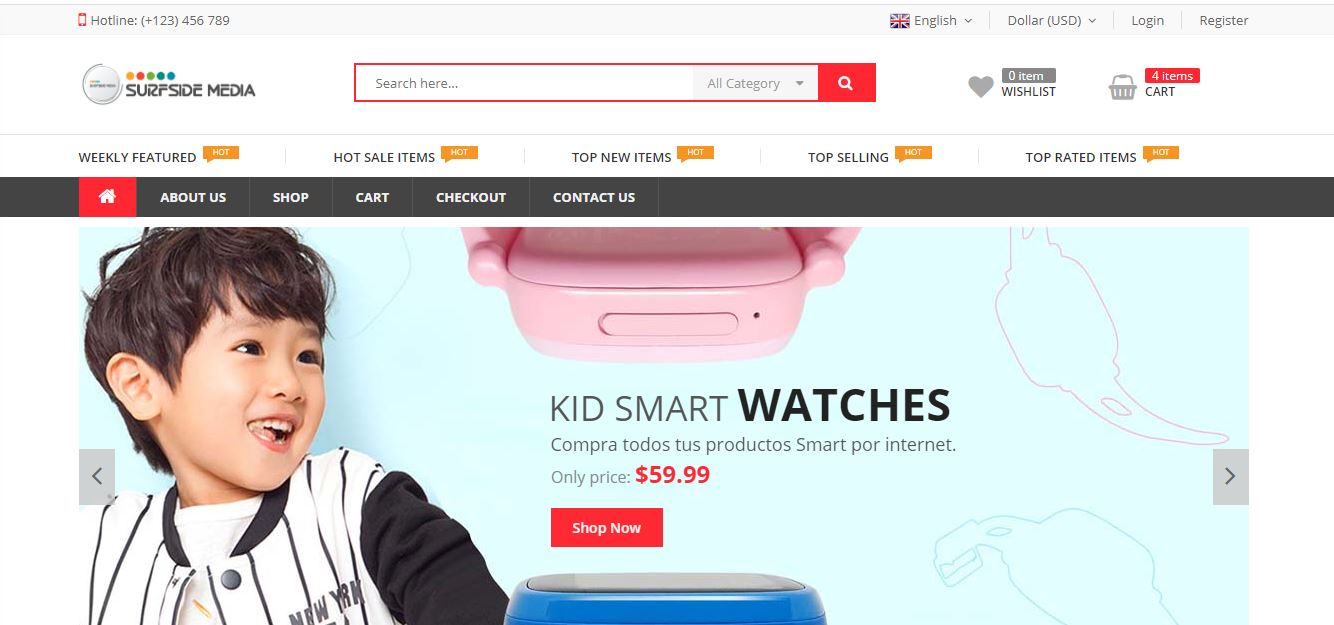 Hotline: (+123) 456 789
English
Dollar (USD)
Login
Register
SURFSIDE MEDIA
Search here...
All Category
0 item
WISHLIST
4 items
CART
WEEKLY FEATURED HOT
HOT SALE ITEMS HOT
TOP NEW ITEMS HOT
TOP SELLING HOT
TOP RATED ITEMS HOT
ABOUT US
SHOP
CART
CHECKOUT
CONTACT US
KID SMART WATCHES
Compra todos tus productos Smart por internet.
Only price: $59.99
Shop Now
NEW YRK